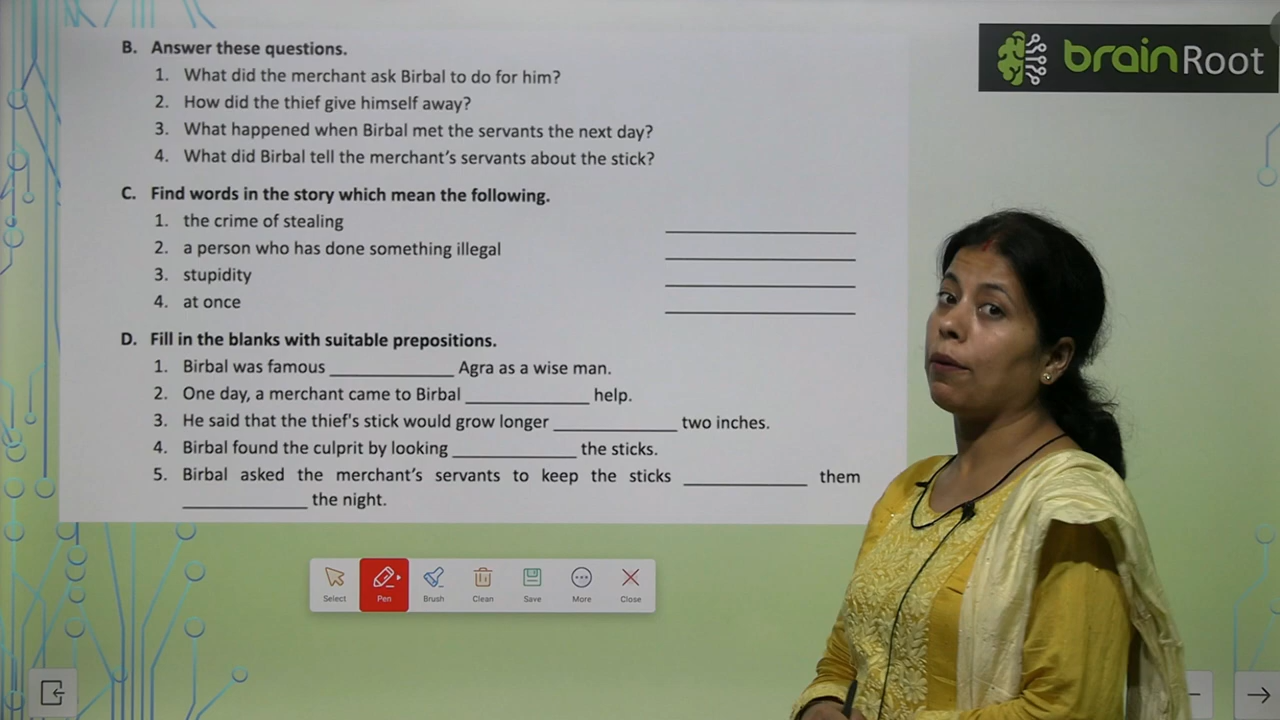 B. Answer these questions.
1. What did the merchant ask Birbal to do for him?
2. How did the thief give himself away?
3. What happened when Birbal met the servants the next day?
4. What did Birbal tell the merchant's servants about the stick?
C. Find words in the story which mean the following.
1. the crime of stealing
2. a person who has done something illegal
3. stupidity
4. at once
D. Fill in the blanks with suitable prepositions.
1. Birbal was famous ____________ Agra as a wise man.
2. One day, a merchant came to Birbal ____________ help.
3. He said that the thief's stick would grow longer ____________ two inches.
4. Birbal found the culprit by looking ____________ the sticks.
5. Birbal asked the merchant's servants to keep the sticks ____________ them
____________ the night.
brainRoot
Select Pen Brush Clean Save More Close